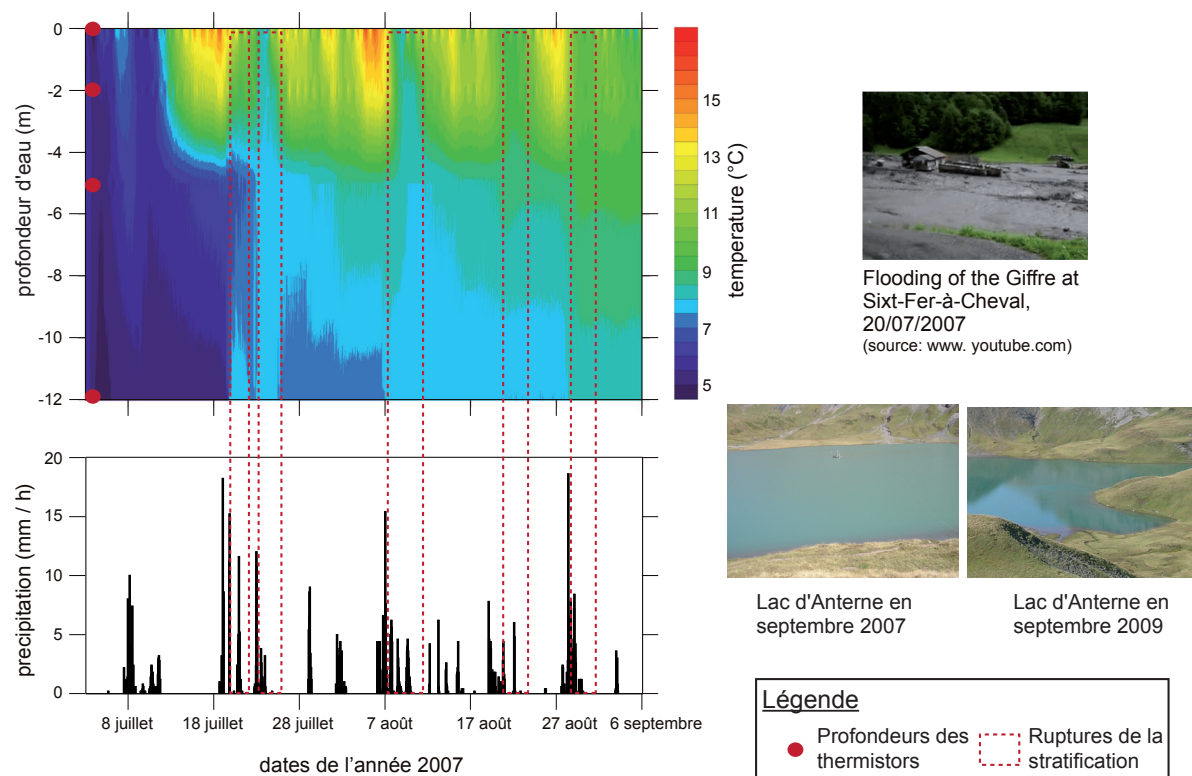 profondeur d'eau (m)
0
-2
-4
-6
-8
-10
-12
15
13
11
9
7
5
temperature (°C)
precipitation (mm / h)
20
15
10
5
0
8 juillet
18 juillet
28 juillet
7 août
17 août
27 août
6 septembre
dates de l'année 2007
Flooding of the Giffre at
Sixt-Fer-à-Cheval,
20/07/2007
(source: www. youtube.com)
Lac d'Anterne en
septembre 2007
Lac d'Anterne en
septembre 2009
Légende
Profondeurs des
thermistors
Ruptures de la
stratification